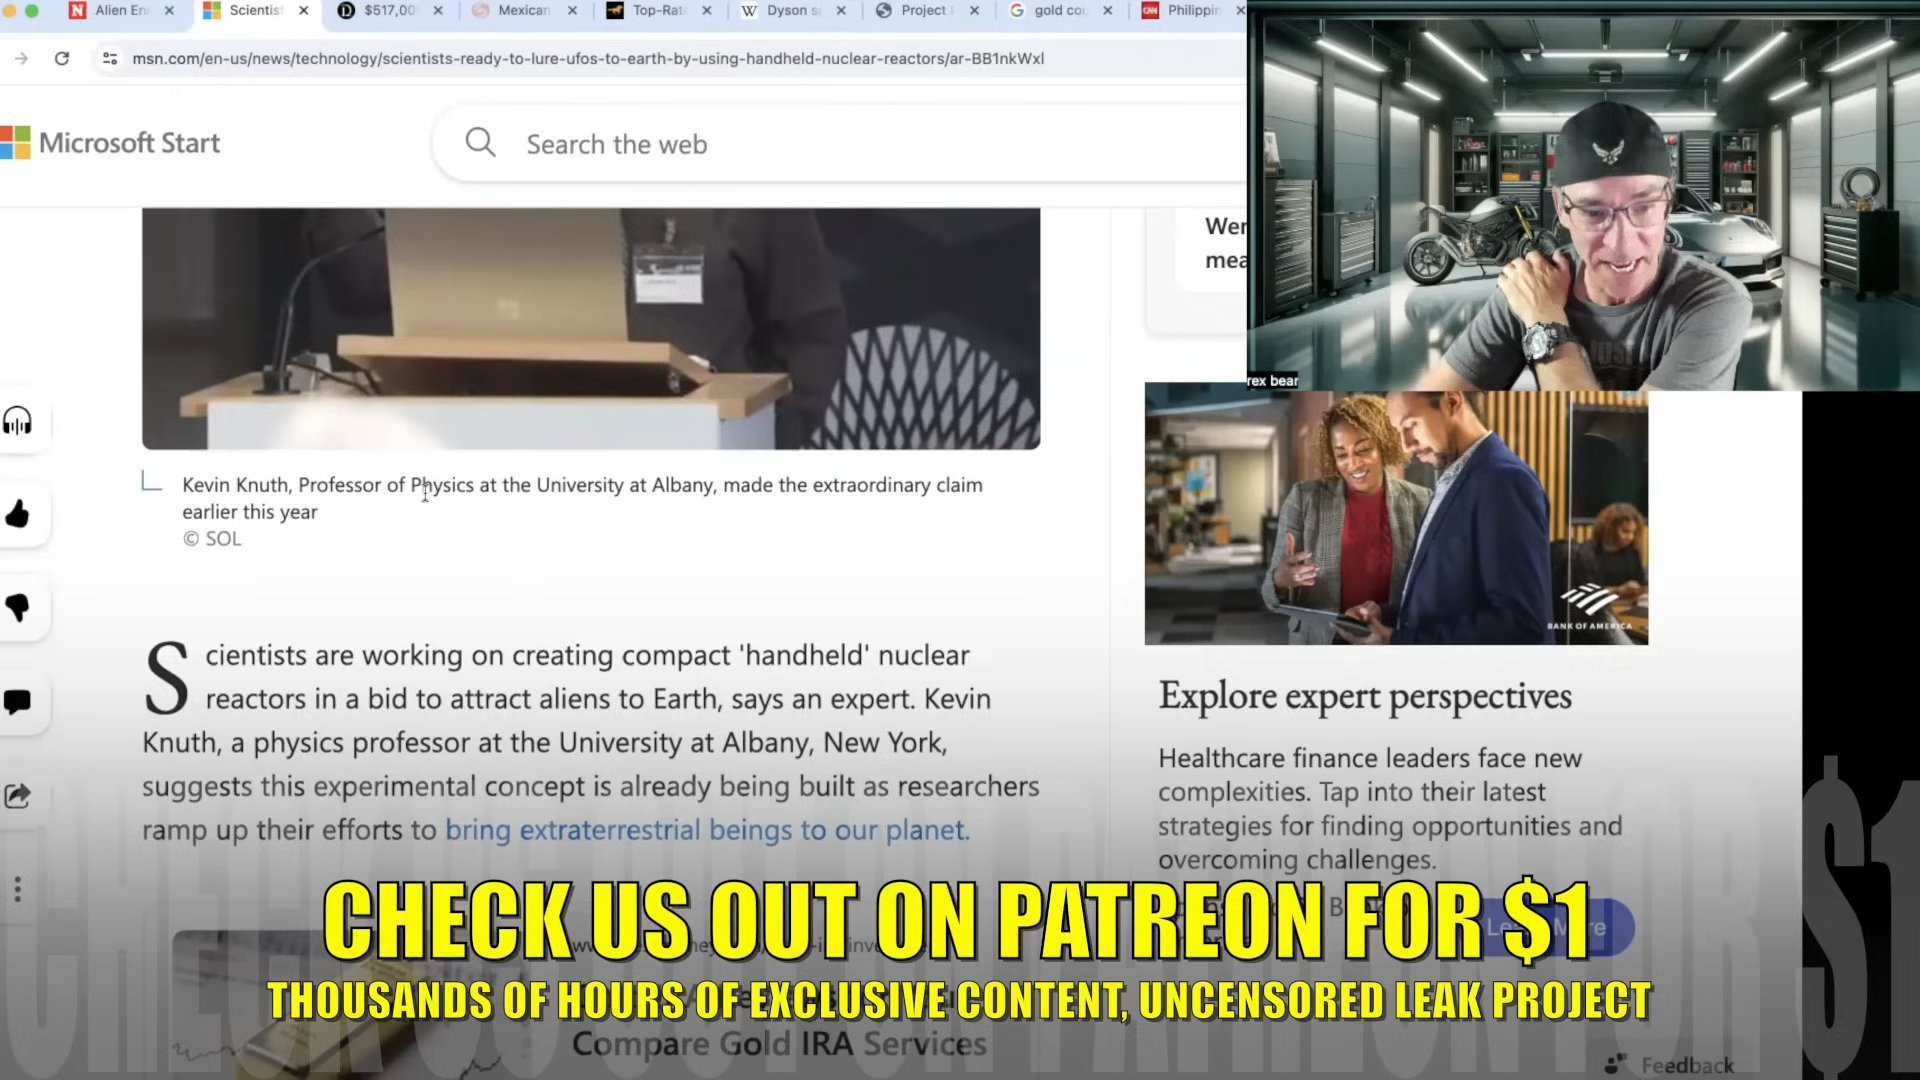 Alien En
Scientist
$517,00
Mexican
Top-Rat
Dyson s
Project
gold cou
Philippin
msn.com/en-us/news/technology/scientists-ready-to-lure-ufos-to-earth-by-using-handheld-nuclear-reactors/ar-BB1nkWxl
Microsoft Start
Search the web
Wer
mea
rex bear
Kevin Knuth, Professor of Physics at the University at Albany, made the extraordinary claim
earlier this year
© SOL
BANK OF AMERICA
Scientists are working on creating compact 'handheld' nuclear
reactors in a bid to attract aliens to Earth, says an expert. Kevin
Knuth, a physics professor at the University at Albany, New York,
suggests this experimental concept is already being built as researchers
ramp up their efforts to bring extraterrestrial beings to our planet.
Explore expert perspectives
Healthcare finance leaders face new
complexities. Tap into their latest
strategies for finding opportunities and
overcoming challenges.
CHECK US OUT ON PATREON FOR $1
THOUSANDS OF HOURS OF EXCLUSIVE CONTENT, UNCENSORED LEAK PROJECT
Compare Gold IRA Services
Feedback